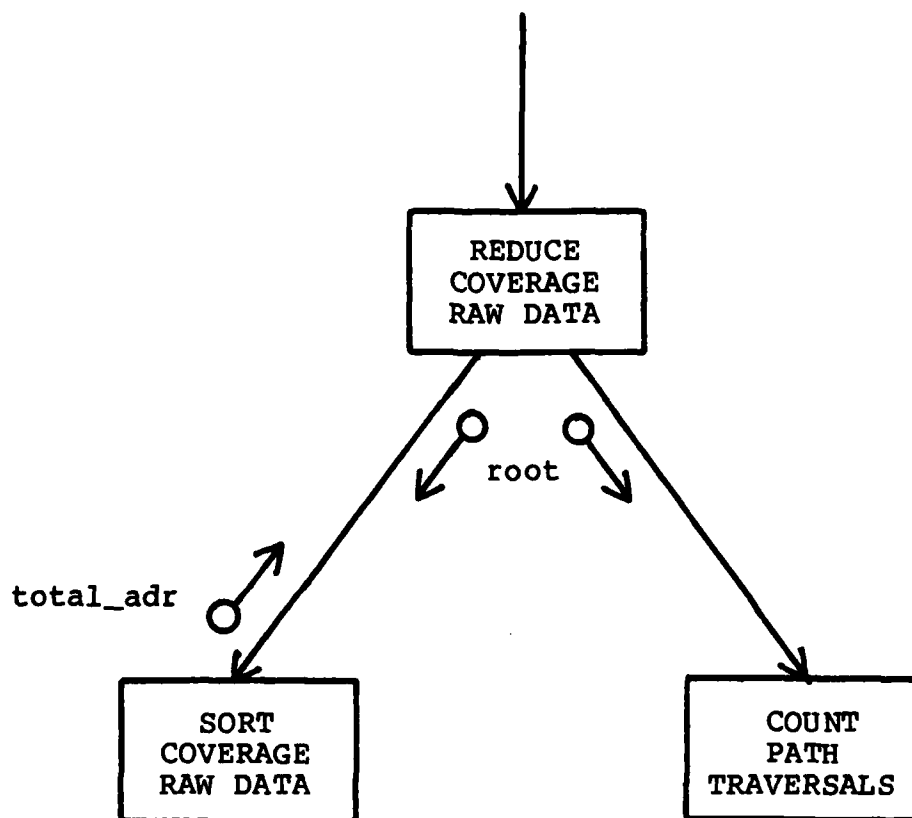 REDUCE
COVERAGE
RAW DATA
root
total_adr
SORT
COVERAGE
RAW DATA
COUNT
PATH
TRAVERSALS